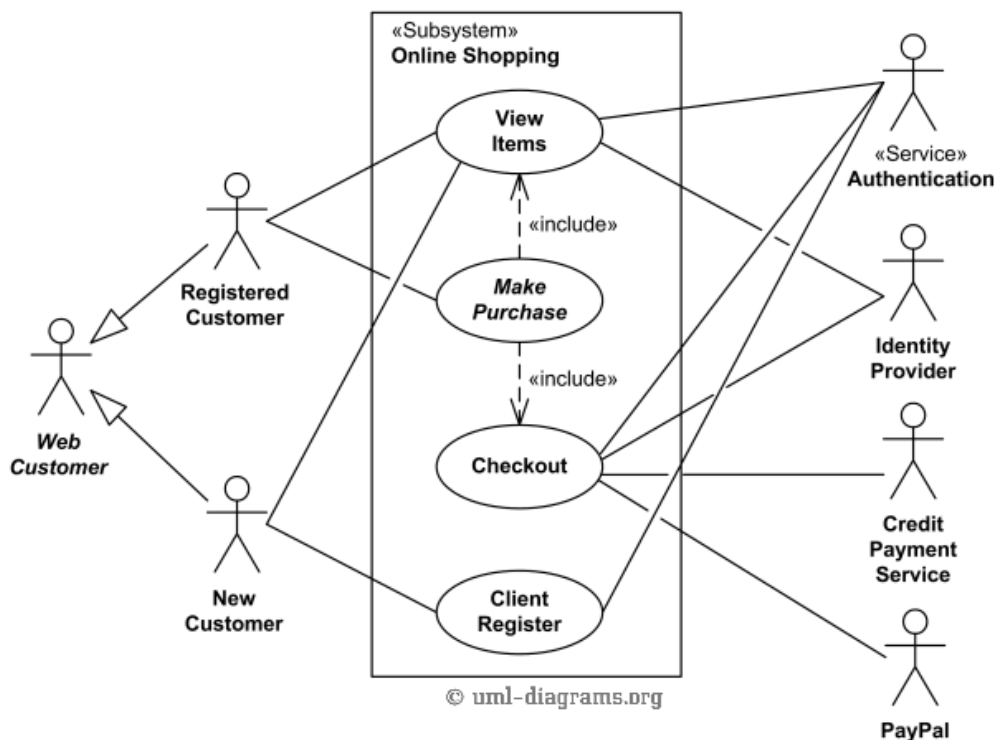 «Subsystem»
Online Shopping
View
Items
«include»
Make
Purchase
«include»
Checkout
Client
Register
Registered
Customer
Web
Customer
New
Customer
«Service»
Authentication
Identity
Provider
Credit
Payment
Service
PayPal
© uml-diagrams.org